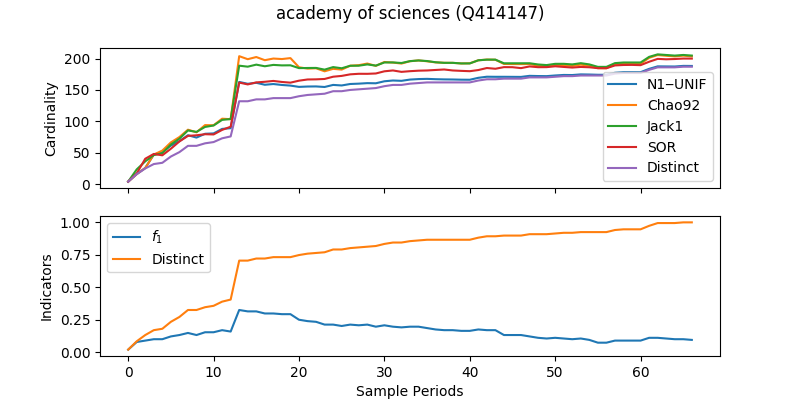 academy of sciences (Q414147)
Cardinality
200
150
100
50
0
N1−UNIF
Chao92
Jack1
SOR
Distinct
Indicators
1.00
0.75
0.50
0.25
0.00
f1
Distinct
0 10 20 30 40 50 60
Sample Periods